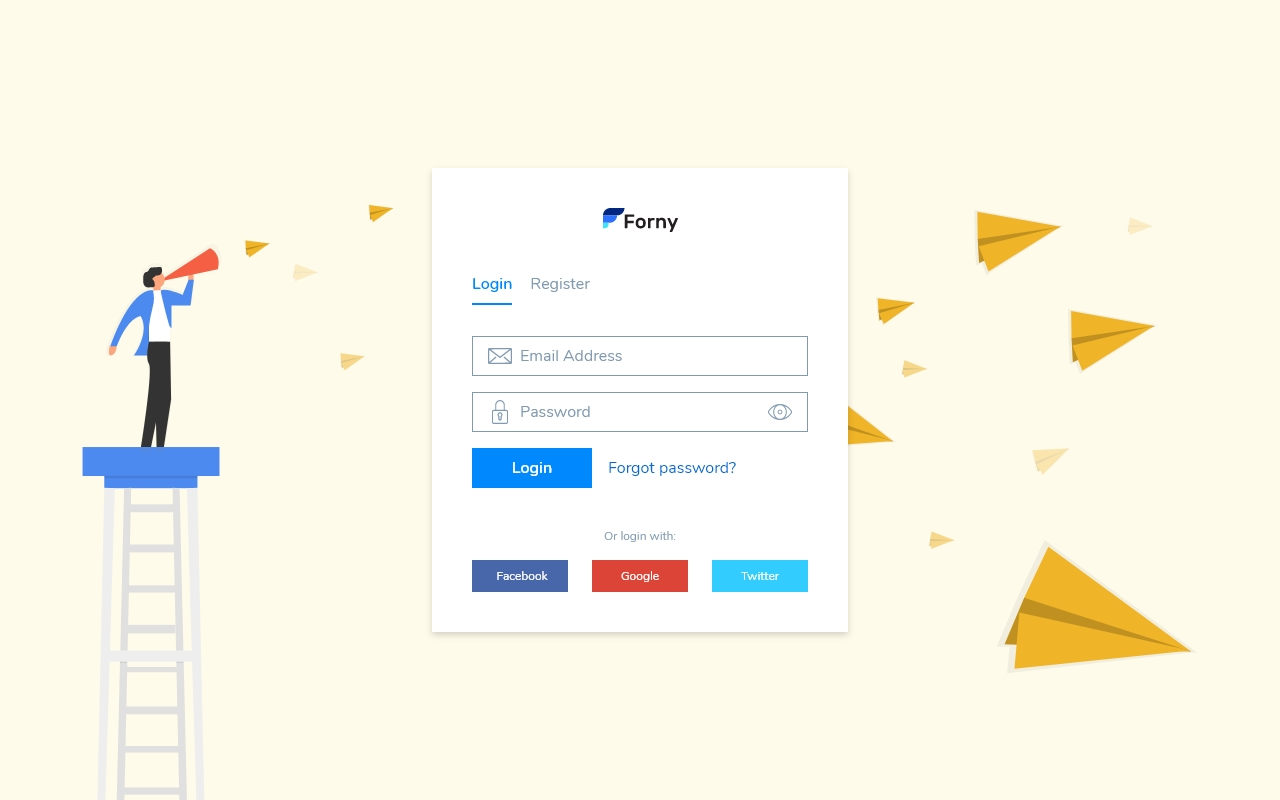 Forny
Login Register
Email Address
Password
Login Forgot password?
Or login with:
Facebook Google Twitter